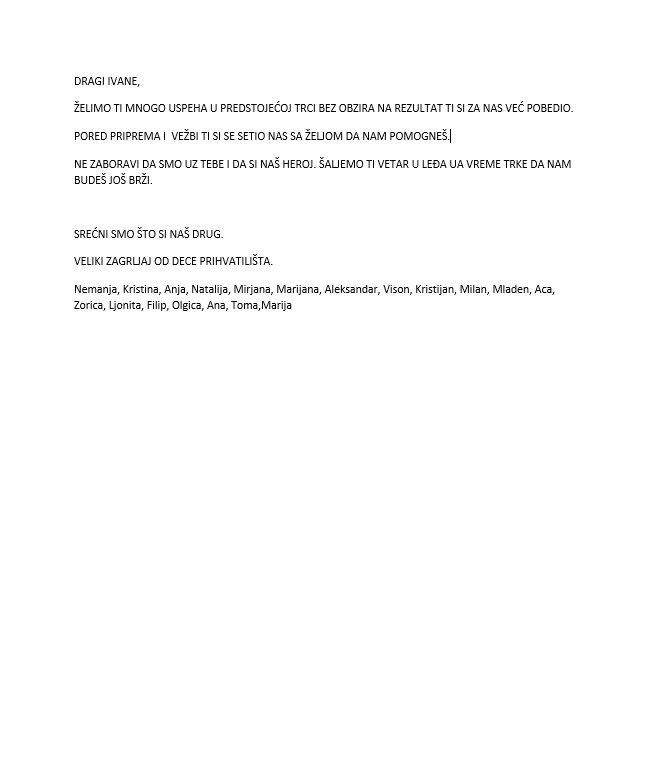 DRAGI IVANE,
ŽELIMO TI MNOGO USPEHA U PREDSTOJEĆOJ TRCI BEZ OBZIRA NA REZULTAT TI SI ZA NAS VEĆ POBEDIO.
PORED PRIPREMA I  VEŽBI TI SI SE SETIO NAS SA ŽELJOM DA NAM POMOGNEŠ.
NE ZABORAVI DA SMO UZ TEBE I DA SI NAŠ HEROJ. ŠALJEMO TI VETAR U LEĐA UA VREME TRKE DA NAM
BUDEŠ JOŠ BRŽI.
SREĆNI SMO ŠTO SI NAŠ DRUG.
VELIKI ZAGRLJAJ OD DECE PRIHVATILIŠTA.
Nemanja, Kristina, Anja, Natalija, Mirjana, Marijana, Aleksandar, Vison, Kristijan, Milan, Mladen, Aca,
Zorica, Ljonita, Filip, Olgica, Ana, Toma,Marija